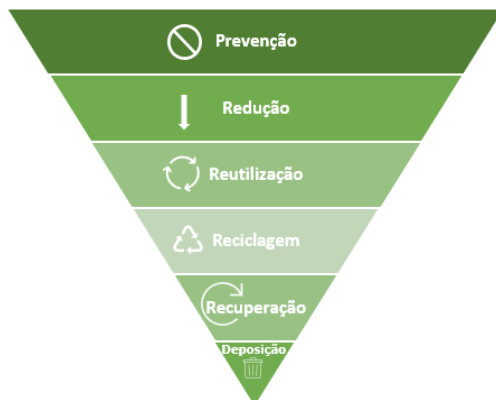 Prevenção
Redução
Reutilização
Reciclagem
Recuperação
Deposição